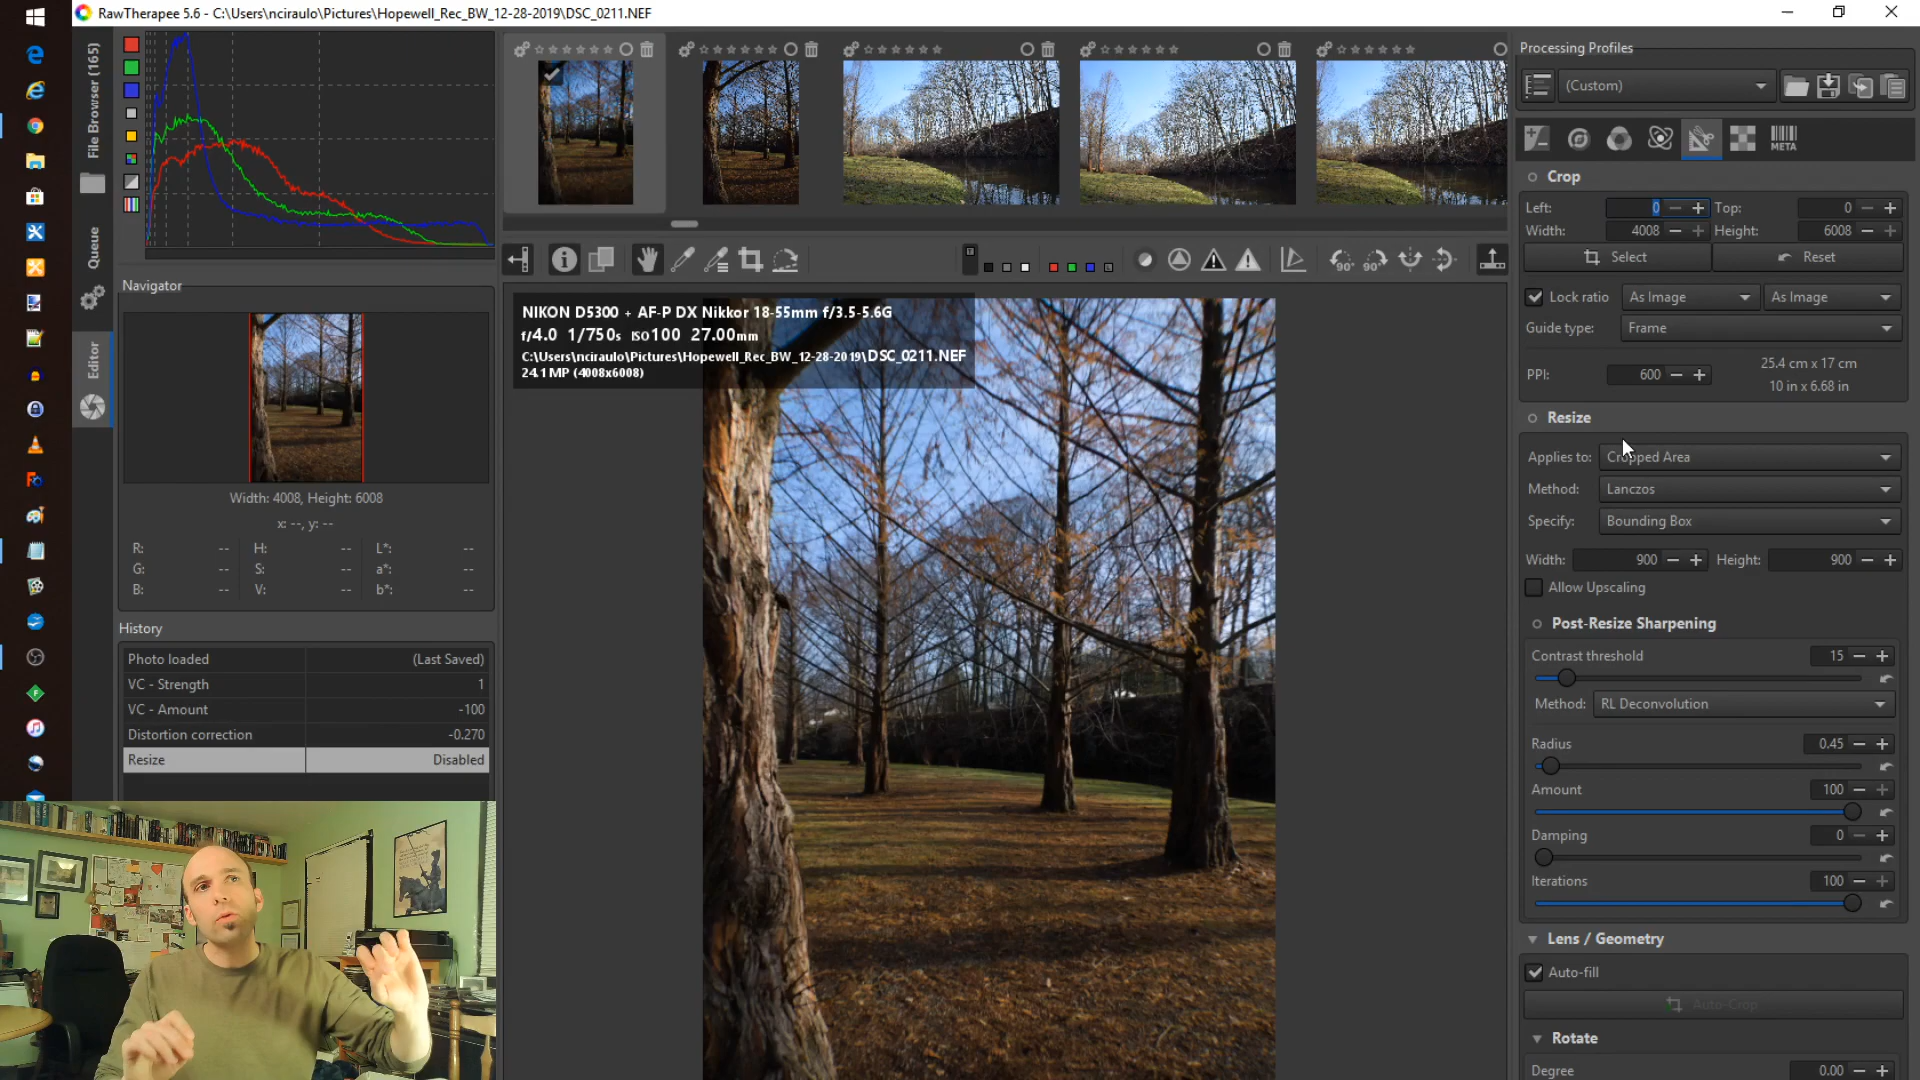 RawTherapee 5.6 - C:\Users\nciraulo\Pictures\Hopewell_Rec_BW_12-28-2019\DSC_0211.NEF
File Browser (165)
Queue
Editor
Navigator
Width: 4008, Height: 6008
x: --, y: --
R: -- H: -- L*: --
G: -- S: -- a*: --
B: -- V: -- b*: --
History
Photo loaded (Last Saved)
VC - Strength 1
VC - Amount -100
Distortion correction -0.270
Resize Disabled
NIKON D5300 + AF-P DX Nikkor 18-55mm f/3.5-5.6G
f/4.0 1/750s ISO100 27.00mm
C:\Users\nciraulo\Pictures\Hopewell_Rec_BW_12-28-2019\DSC_0211.NEF
24.1 MP (4008x6008)
90° 90°
Processing Profiles
(Custom)
META
Crop
Left: 0 Top: 0
Width: 4008 Height: 6008
Select Reset
Lock ratio As Image As Image
Guide type: Frame
PPI: 600
25.4 cm x 17 cm
10 in x 6.68 in
Resize
Applies to: Cropped Area
Method: Lanczos
Specify: Bounding Box
Width: 900 Height: 900
Allow Upscaling
Post-Resize Sharpening
Contrast threshold 15
Method: RL Deconvolution
Radius 0.45
Amount 100
Damping 0
Iterations 100
Lens / Geometry
Auto-fill
Auto-Crop
Rotate
Degree 0.00